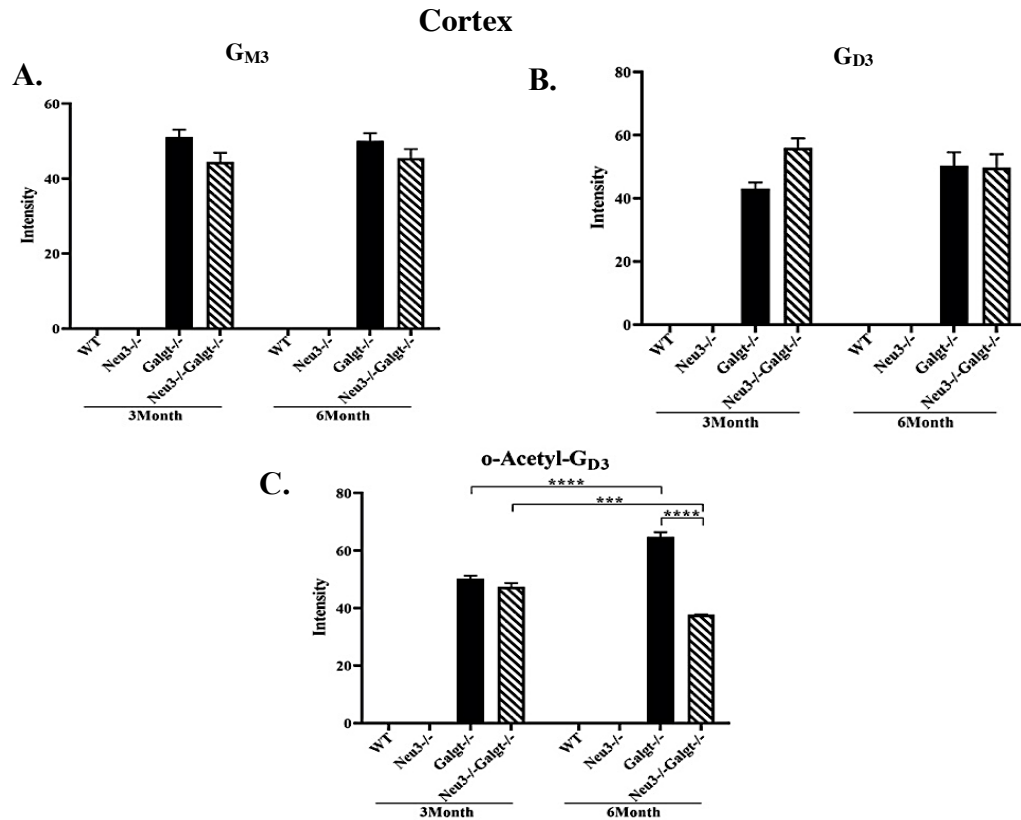 Cortex
A.
GM3
Intensity
60
40
20
0
WT
Neu3-/-
Galgt-/-
Neu3-/-Galgt-/-
WT
Neu3-/-
Galgt-/-
Neu3-/-Galgt-/-
3Month
6Month
B.
GD3
Intensity
80
60
40
20
0
WT
Neu3-/-
Galgt-/-
Neu3-/-Galgt-/-
WT
Neu3-/-
Galgt-/-
Neu3-/-Galgt-/-
3Month
6Month
C.
o-Acetyl-GD3
****
***
****
Intensity
80
60
40
20
0
WT
Neu3-/-
Galgt-/-
Neu3-/-Galgt-/-
WT
Neu3-/-
Galgt-/-
Neu3-/-Galgt-/-
3Month
6Month